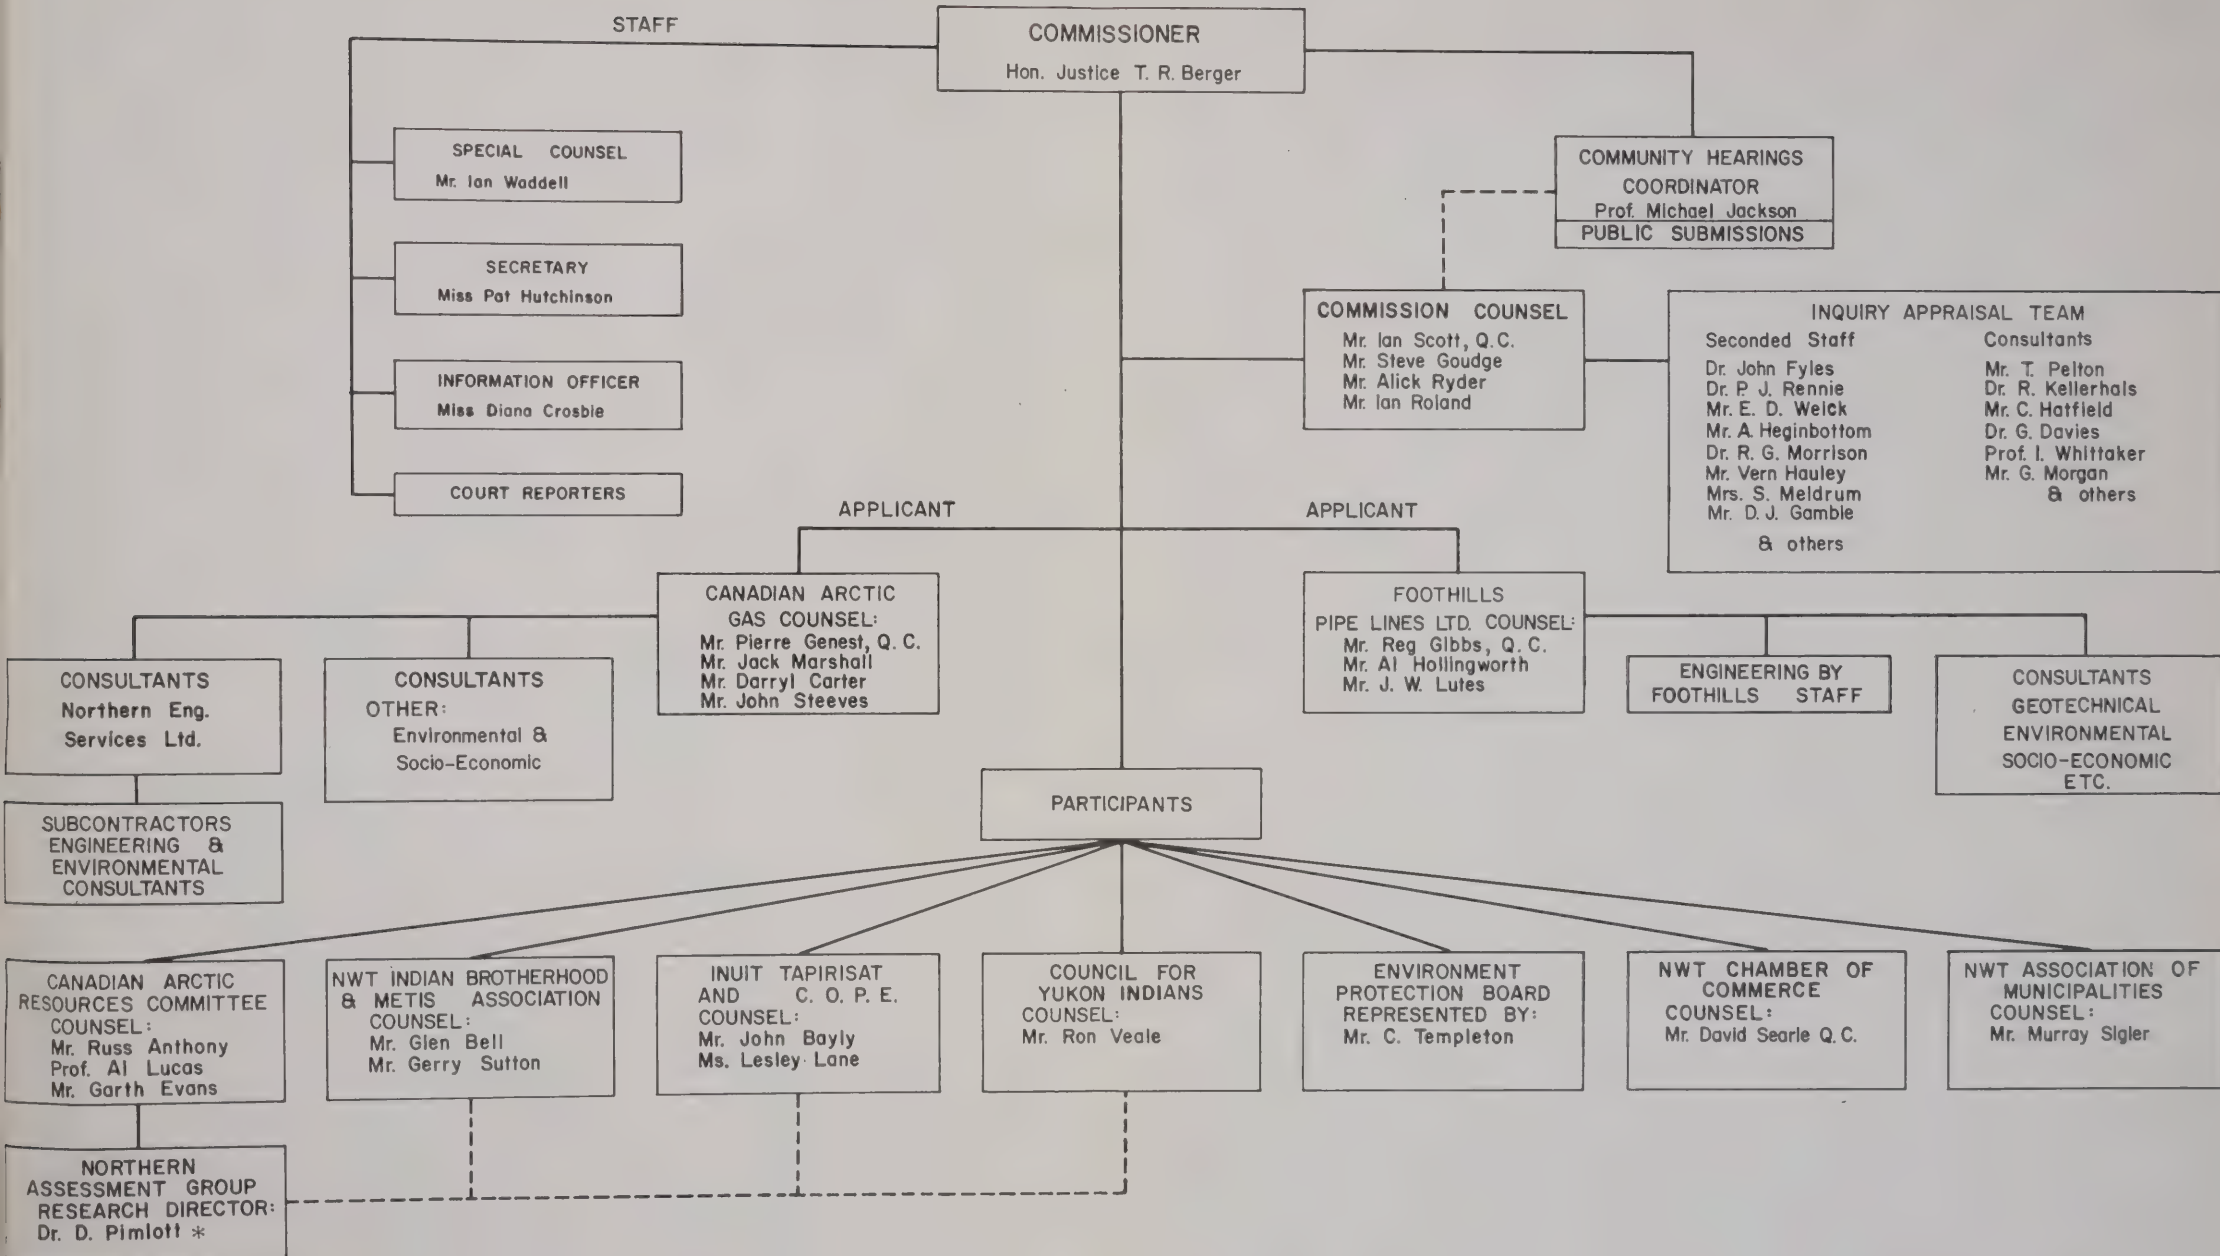 STAFF
COMMISSIONER
Hon. Justice T. R. Berger
SPECIAL COUNSEL
Mr. Ian Waddell
SECRETARY
Miss Pat Hutchinson
INFORMATION OFFICER
Miss Diana Crosbie
COURT REPORTERS
COMMUNITY HEARINGS
COORDINATOR
Prof. Michael Jackson
PUBLIC SUBMISSIONS
COMMISSION COUNSEL
Mr. Ian Scott, Q.C.
Mr. Steve Goudge
Mr. Alick Ryder
Mr. Ian Roland
INQUIRY APPRAISAL TEAM
Seconded Staff
Dr. John Fyles
Dr. P. J. Rennie
Mr. E. D. Weick
Mr. A. Heginbottom
Dr. R. G. Morrison
Mr. Vern Hauley
Mrs. S. Meldrum
Mr. D. J. Gamble
& others
Consultants
Mr. T. Pelton
Dr. R. Kellerhals
Mr. C. Hatfield
Dr. G. Davies
Prof. I. Whittaker
Mr. G. Morgan
& others
APPLICANT
APPLICANT
CANADIAN ARCTIC
GAS COUNSEL:
Mr. Pierre Genest, Q. C.
Mr. Jack Marshall
Mr. Darryl Carter
Mr. John Steeves
FOOTHILLS
PIPE LINES LTD. COUNSEL:
Mr. Reg Gibbs, Q. C.
Mr. Al Hollingworth
Mr. J. W. Lutes
CONSULTANTS
Northern Eng.
Services Ltd.
CONSULTANTS
OTHER:
Environmental &
Socio-Economic
ENGINEERING BY
FOOTHILLS STAFF
CONSULTANTS
GEOTECHNICAL
ENVIRONMENTAL
SOCIO-ECONOMIC
ETC.
SUBCONTRACTORS
ENGINEERING &
ENVIRONMENTAL
CONSULTANTS
PARTICIPANTS
CANADIAN ARCTIC
RESOURCES COMMITTEE
COUNSEL:
Mr. Russ Anthony
Prof. Al Lucas
Mr. Garth Evans
NWT INDIAN BROTHERHOOD
& METIS ASSOCIATION
COUNSEL:
Mr. Glen Bell
Mr. Gerry Sutton
INUIT TAPIRISAT
AND C. O. P. E.
COUNSEL:
Mr. John Bayly
Ms. Lesley Lane
COUNCIL FOR
YUKON INDIANS
COUNSEL:
Mr. Ron Veale
ENVIRONMENT
PROTECTION BOARD
REPRESENTED BY:
Mr. C. Templeton
NWT CHAMBER OF
COMMERCE
COUNSEL:
Mr. David Searle Q. C.
NWT ASSOCIATION OF
MUNICIPALITIES
COUNSEL:
Mr. Murray Sigler
NORTHERN
ASSESSMENT GROUP
RESEARCH DIRECTOR:
Dr. D. Pimlott *